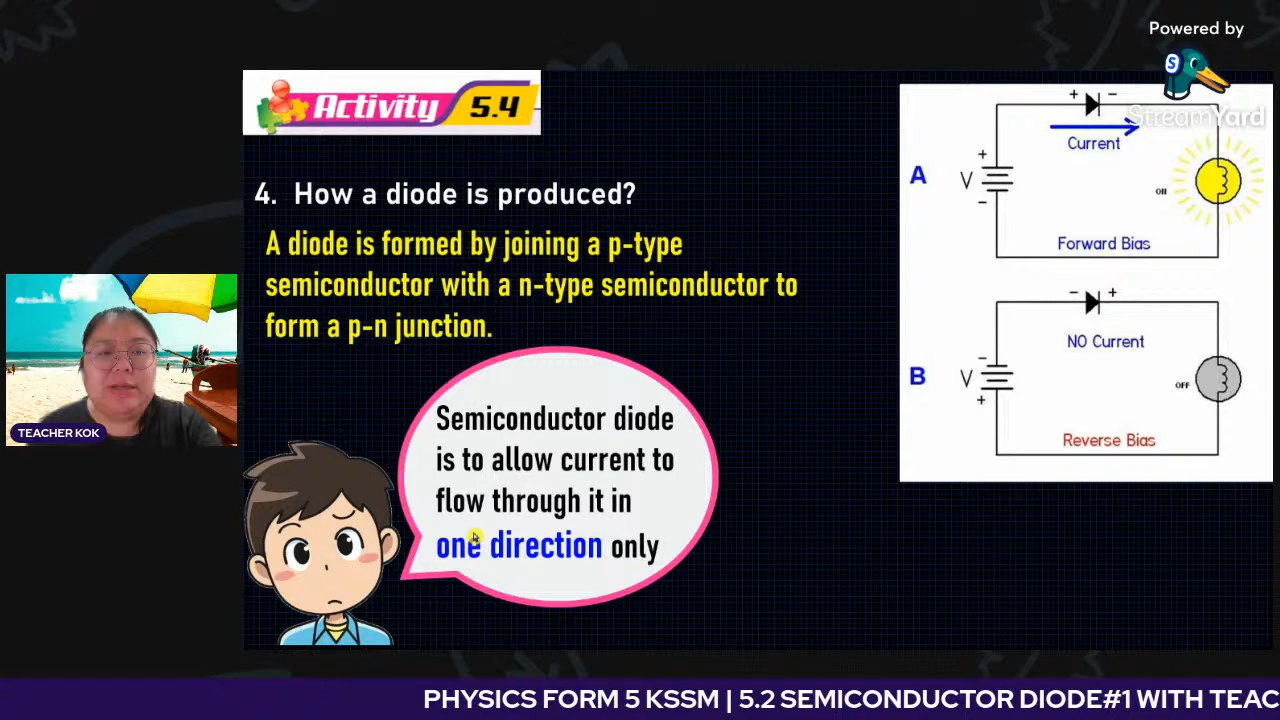 Powered by
S
StreamYard
Activity 5.4
4. How a diode is produced?
A diode is formed by joining a p-type
semiconductor with a n-type semiconductor to
form a p-n junction.
Semiconductor diode
is to allow current to
flow through it in
one direction only
+ −
Current
A
V
+
−
ON
Forward Bias
− +
NO Current
B
V
−
+
OFF
Reverse Bias
TEACHER KOK
PHYSICS FORM 5 KSSM | 5.2 SEMICONDUCTOR DIODE#1 WITH TEAC